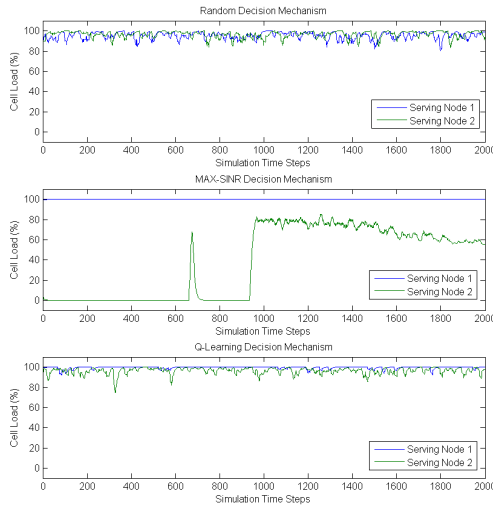 Random Decision Mechanism
100
80
60
40
20
0
Cell Load (%)
Serving Node 1
Serving Node 2
0 200 400 600 800 1000 1200 1400 1600 1800 2000
Simulation Time Steps
MAX-SINR Decision Mechanism
100
80
60
40
20
0
Cell Load (%)
Serving Node 1
Serving Node 2
0 200 400 600 800 1000 1200 1400 1600 1800 2000
Simulation Time Steps
Q-Learning Decision Mechanism
100
80
60
40
20
0
Cell Load (%)
Serving Node 1
Serving Node 2
0 200 400 600 800 1000 1200 1400 1600 1800 2000
Simulation Time Steps